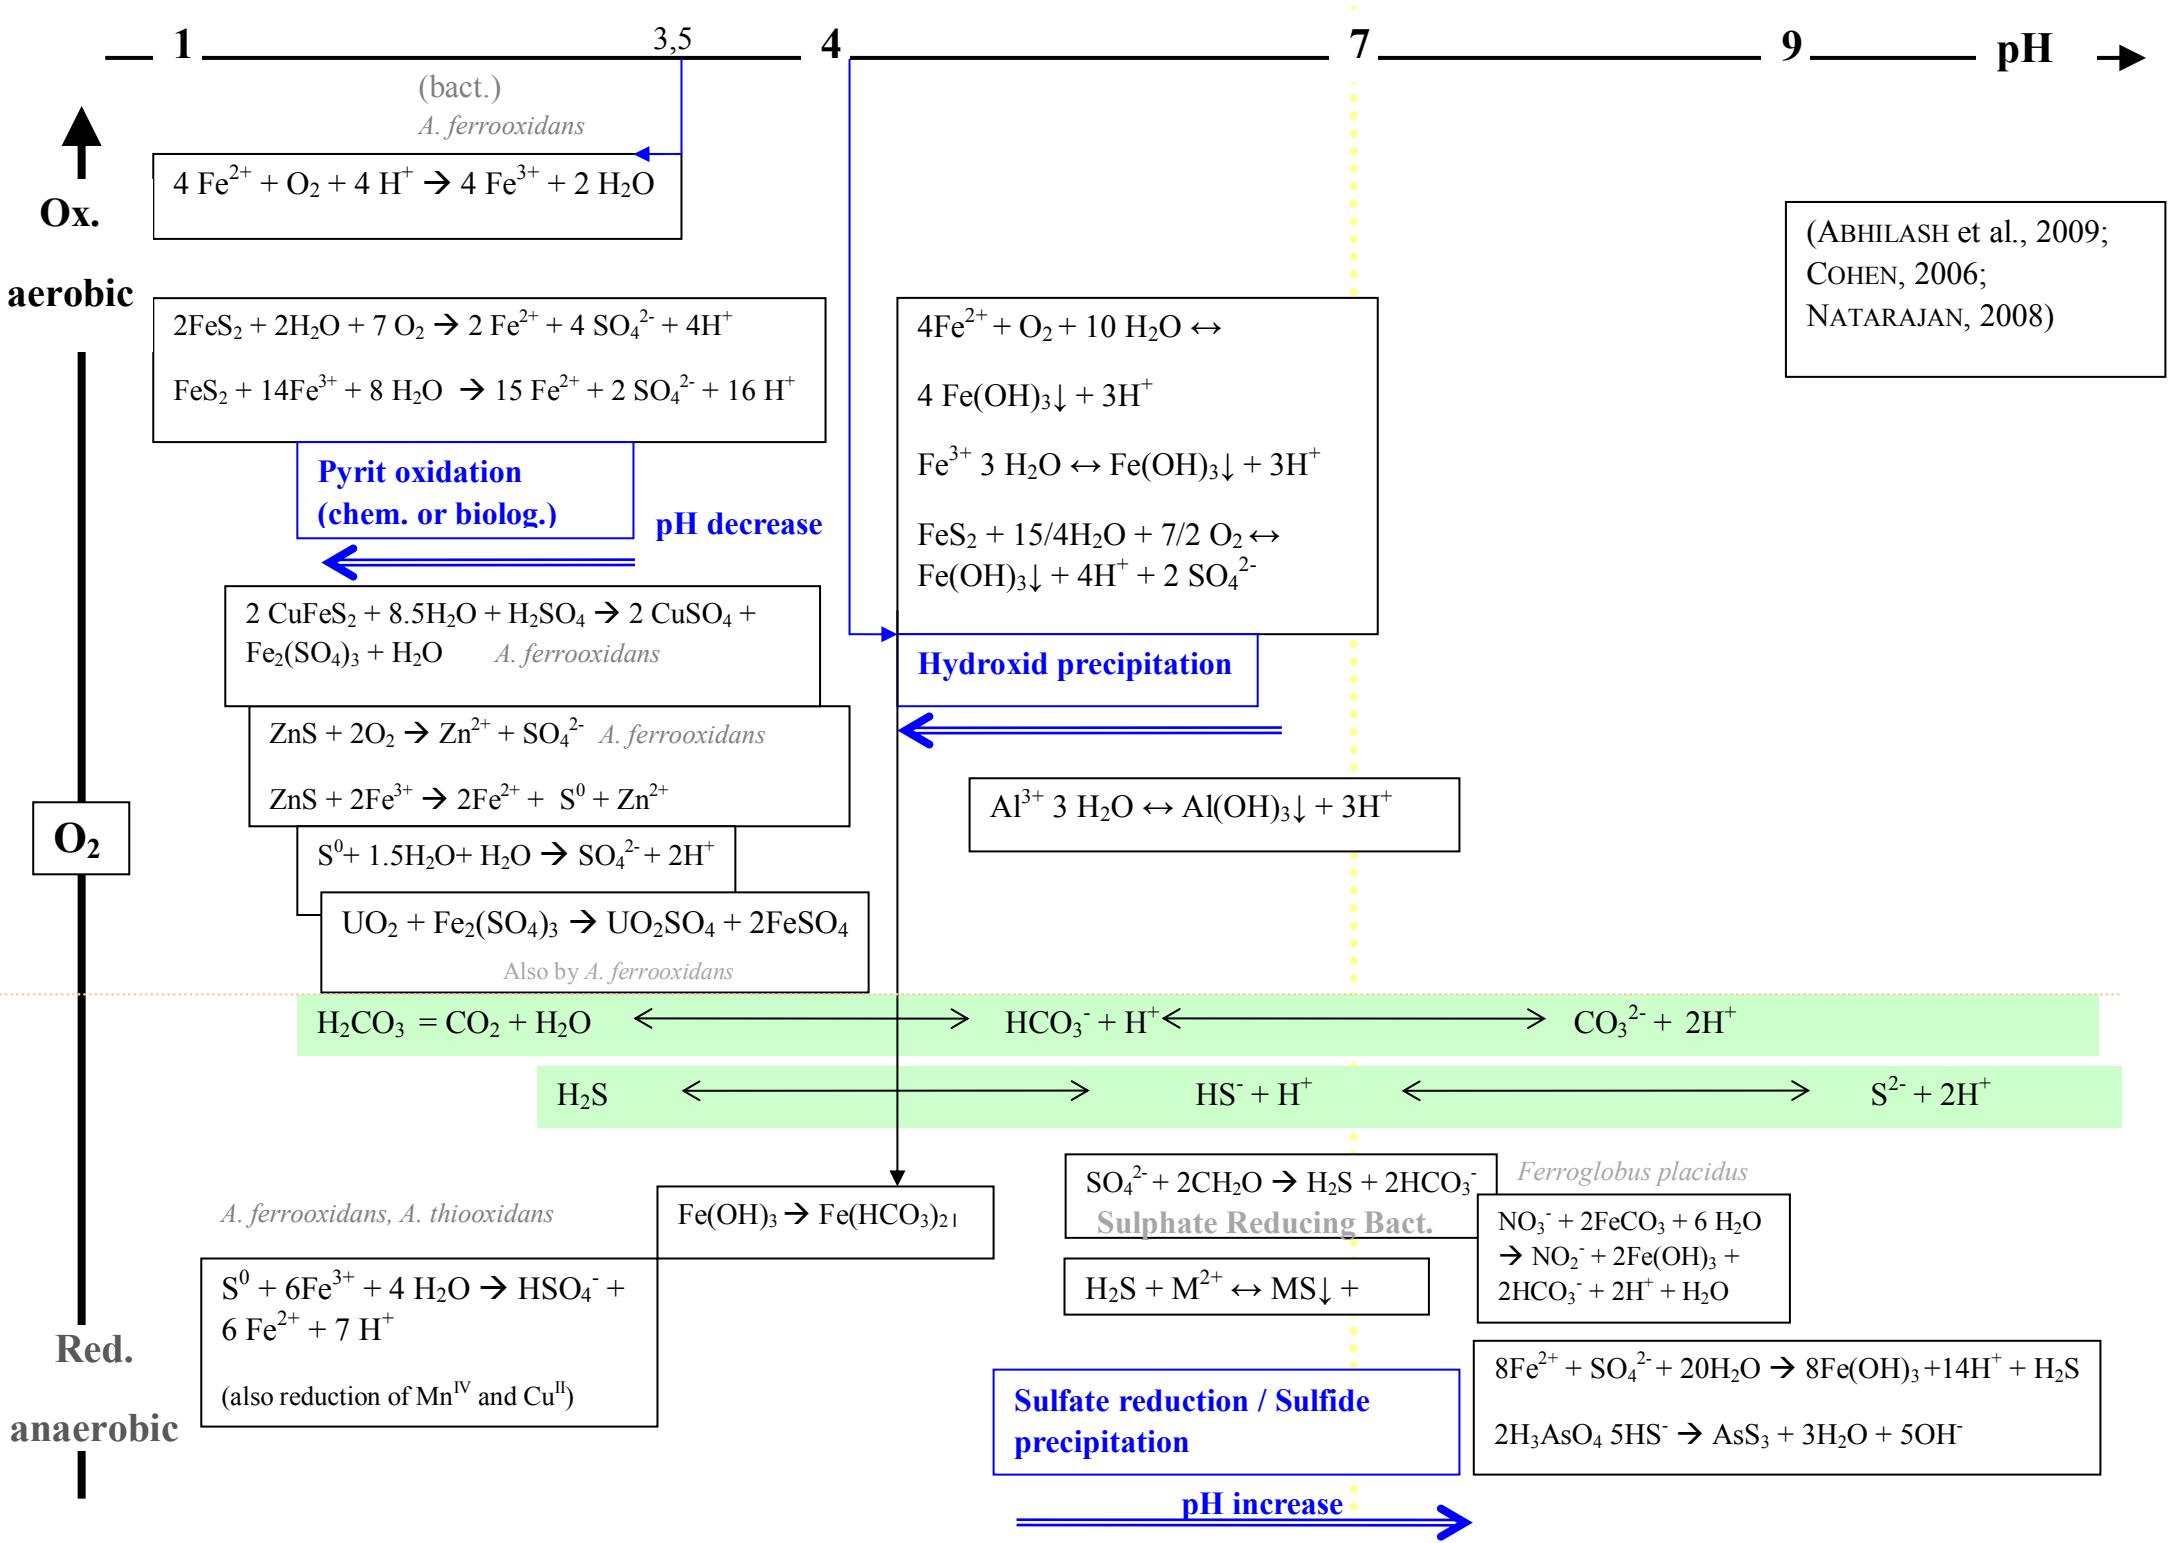 1 3,5 4 7 9 pH
(bact.)
A. ferrooxidans
4 Fe²⁺ + O₂ + 4 H⁺ → 4 Fe³⁺ + 2 H₂O
Ox.
aerobic
(ABHILASH et al., 2009;
COHEN, 2006;
NATARAJAN, 2008)
2FeS₂ + 2H₂O + 7 O₂ → 2 Fe²⁺ + 4 SO₄²⁻ + 4H⁺
FeS₂ + 14Fe³⁺ + 8 H₂O → 15 Fe²⁺ + 2 SO₄²⁻ + 16 H⁺
4Fe²⁺ + O₂ + 10 H₂O ↔
4 Fe(OH)₃↓ + 3H⁺
Fe³⁺ 3 H₂O ↔ Fe(OH)₃↓ + 3H⁺
FeS₂ + 15/4H₂O + 7/2 O₂ ↔
Fe(OH)₃↓ + 4H⁺ + 2 SO₄²⁻
Pyrit oxidation
(chem. or biolog.)
pH decrease
2 CuFeS₂ + 8.5H₂O + H₂SO₄ → 2 CuSO₄ +
Fe₂(SO₄)₃ + H₂O A. ferrooxidans
Hydroxid precipitation
ZnS + 2O₂ → Zn²⁺ + SO₄²⁻ A. ferrooxidans
ZnS + 2Fe³⁺ → 2Fe²⁺ + S⁰ + Zn²⁺
Al³⁺ 3 H₂O ↔ Al(OH)₃↓ + 3H⁺
O₂
S⁰+ 1.5H₂O+ H₂O → SO₄²⁻ + 2H⁺
UO₂ + Fe₂(SO₄)₃ → UO₂SO₄ + 2FeSO₄
Also by A. ferrooxidans
H₂CO₃ = CO₂ + H₂O ⟷ HCO₃⁻ + H⁺ ⟷ CO₃²⁻ + 2H⁺
H₂S ⟷ HS⁻ + H⁺ ⟷ S²⁻ + 2H⁺
SO₄²⁻ + 2CH₂O → H₂S + 2HCO₃⁻
Sulphate Reducing Bact.
Ferroglobus placidus
NO₃⁻ + 2FeCO₃ + 6 H₂O
→ NO₂⁻ + 2Fe(OH)₃ +
2HCO₃⁻ + 2H⁺ + H₂O
A. ferrooxidans, A. thiooxidans
Fe(OH)₃ → Fe(HCO₃)₂
S⁰ + 6Fe³⁺ + 4 H₂O → HSO₄⁻ +
6 Fe²⁺ + 7 H⁺
(also reduction of Mnᴵⱽ and Cuᴵᴵ)
H₂S + M²⁺ ↔ MS↓ +
Red.
anaerobic
8Fe²⁺ + SO₄²⁻ + 20H₂O → 8Fe(OH)₃ +14H⁺ + H₂S
2H₃AsO₄ 5HS⁻ → AsS₃ + 3H₂O + 5OH⁻
Sulfate reduction / Sulfide
precipitation
pH increase